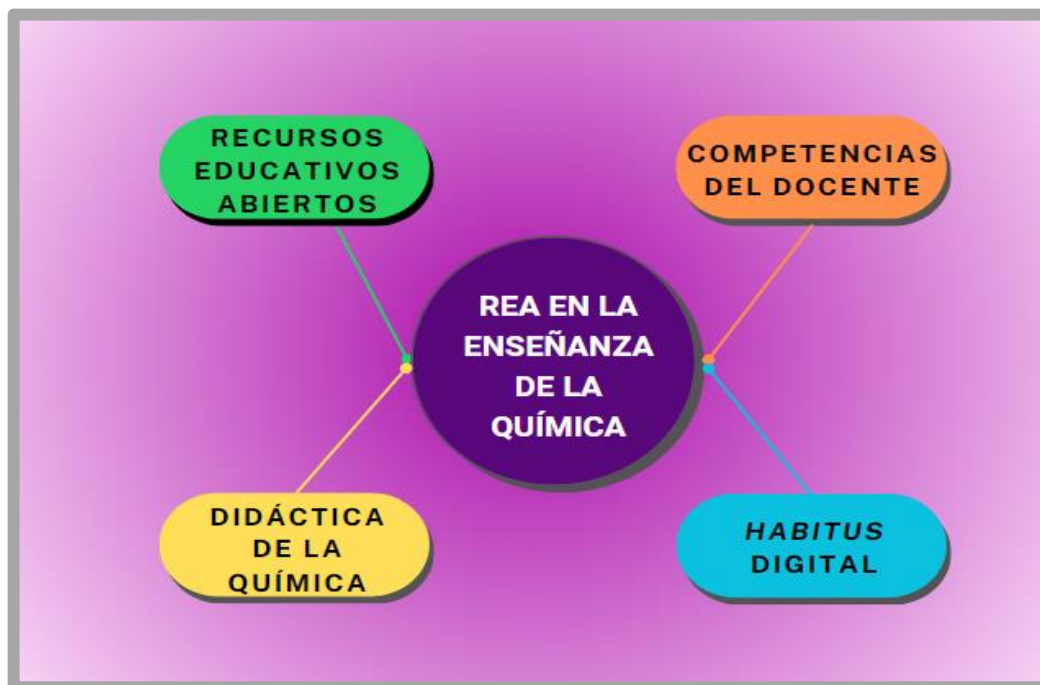 RECURSOS
EDUCATIVOS
ABIERTOS
COMPETENCIAS
DEL DOCENTE
REA EN LA
ENSEÑANZA
DE LA
QUÍMICA
DIDÁCTICA
DE LA
QUÍMICA
HABITUS
DIGITAL